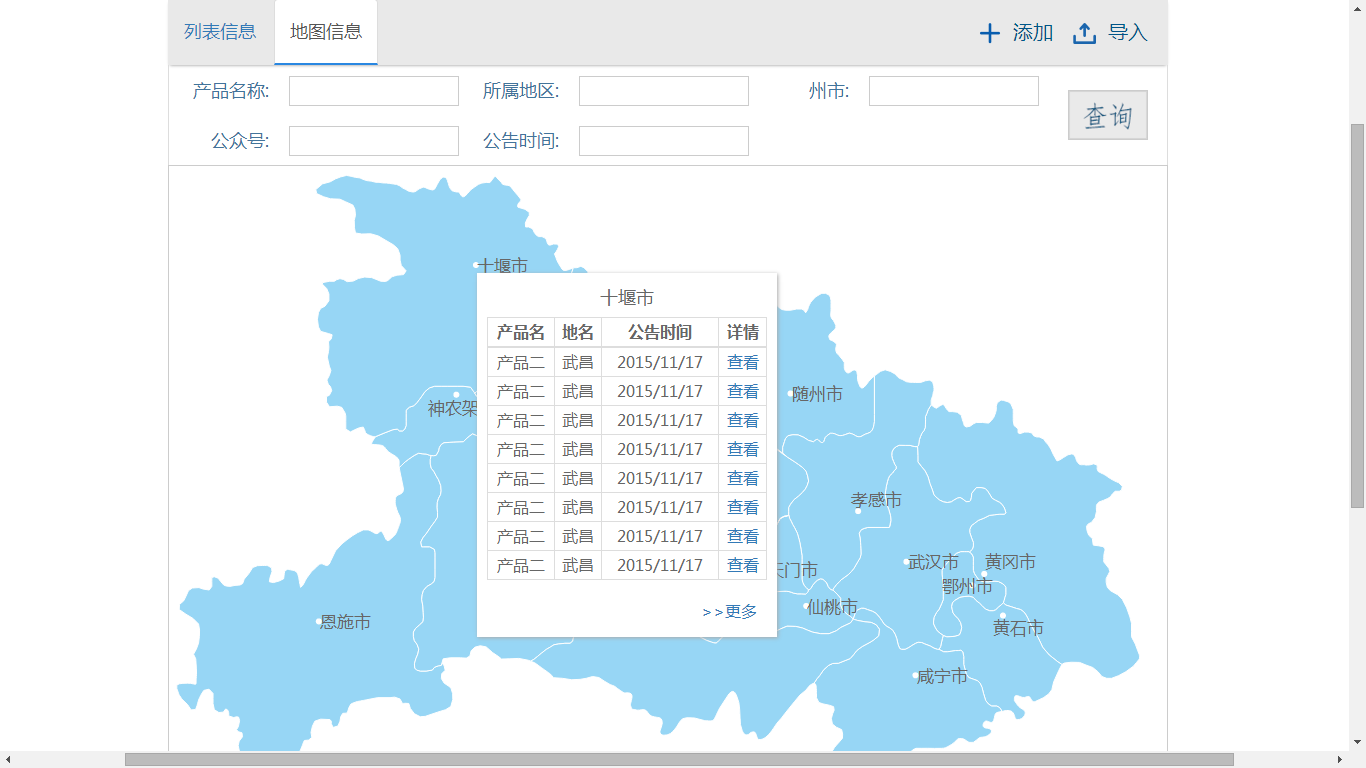 列表信息 地图信息 添加 导入
产品名称: 所属地区: 州市:
查询
公众号: 公告时间:
十堰市
十堰市
产品名 地名 公告时间 详情
产品二 武昌 2015/11/17 查看
产品二 武昌 2015/11/17 查看
产品二 武昌 2015/11/17 查看
产品二 武昌 2015/11/17 查看
产品二 武昌 2015/11/17 查看
产品二 武昌 2015/11/17 查看
产品二 武昌 2015/11/17 查看
产品二 武昌 2015/11/17 查看
>>更多
随州市
神农架
孝感市
武汉市 黄冈市
天门市
鄂州市
仙桃市
恩施市
黄石市
咸宁市